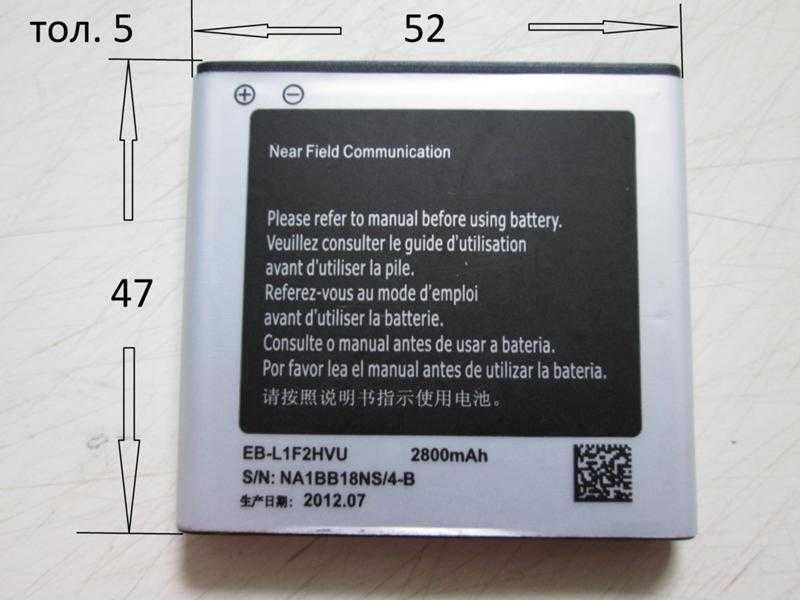 тол. 5
52
47
Near Field Communication
Please refer to manual before using battery.
Veuillez consulter le guide d'utilisation
avant d'utiliser la pile.
Referez-vous au mode d'emploi
avant d'utiliser la batterie.
Consulte o manual antes de usar a bateria.
Por favor lea el manual antes de utilizar la bateria.
请按照说明书指示使用电池。
EB-L1F2HVU 2800mAh
S/N: NA1BB18NS/4-B
生产日期: 2012.07